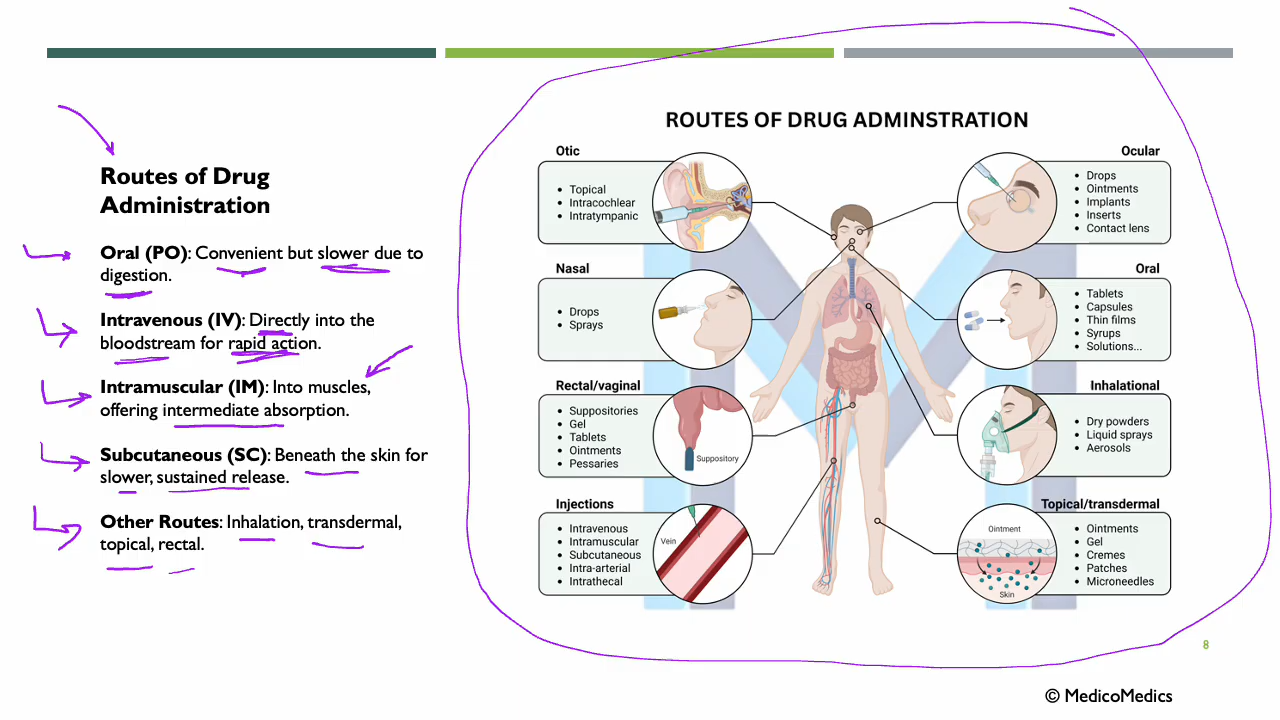 Routes of Drug
Administration
Oral (PO): Convenient but slower due to
digestion.
Intravenous (IV): Directly into the
bloodstream for rapid action.
Intramuscular (IM): Into muscles,
offering intermediate absorption.
Subcutaneous (SC): Beneath the skin for
slower, sustained release.
Other Routes: Inhalation, transdermal,
topical, rectal.
ROUTES OF DRUG ADMINSTRATION
Otic
• Topical
• Intracochlear
• Intratympanic
Nasal
• Drops
• Sprays
Rectal/vaginal
• Suppositories
• Gel
• Tablets
• Ointments
• Pessaries
Suppository
Injections
• Intravenous
• Intramuscular
• Subcutaneous
• Intra-arterial
• Intrathecal
Vein
Ocular
• Drops
• Ointments
• Implants
• Inserts
• Contact lens
Oral
• Tablets
• Capsules
• Thin films
• Syrups
• Solutions...
Inhalational
• Dry powders
• Liquid sprays
• Aerosols
Topical/transdermal
• Ointments
• Gel
• Cremes
• Patches
• Microneedles
Ointment
Skin
8
© MedicoMedics